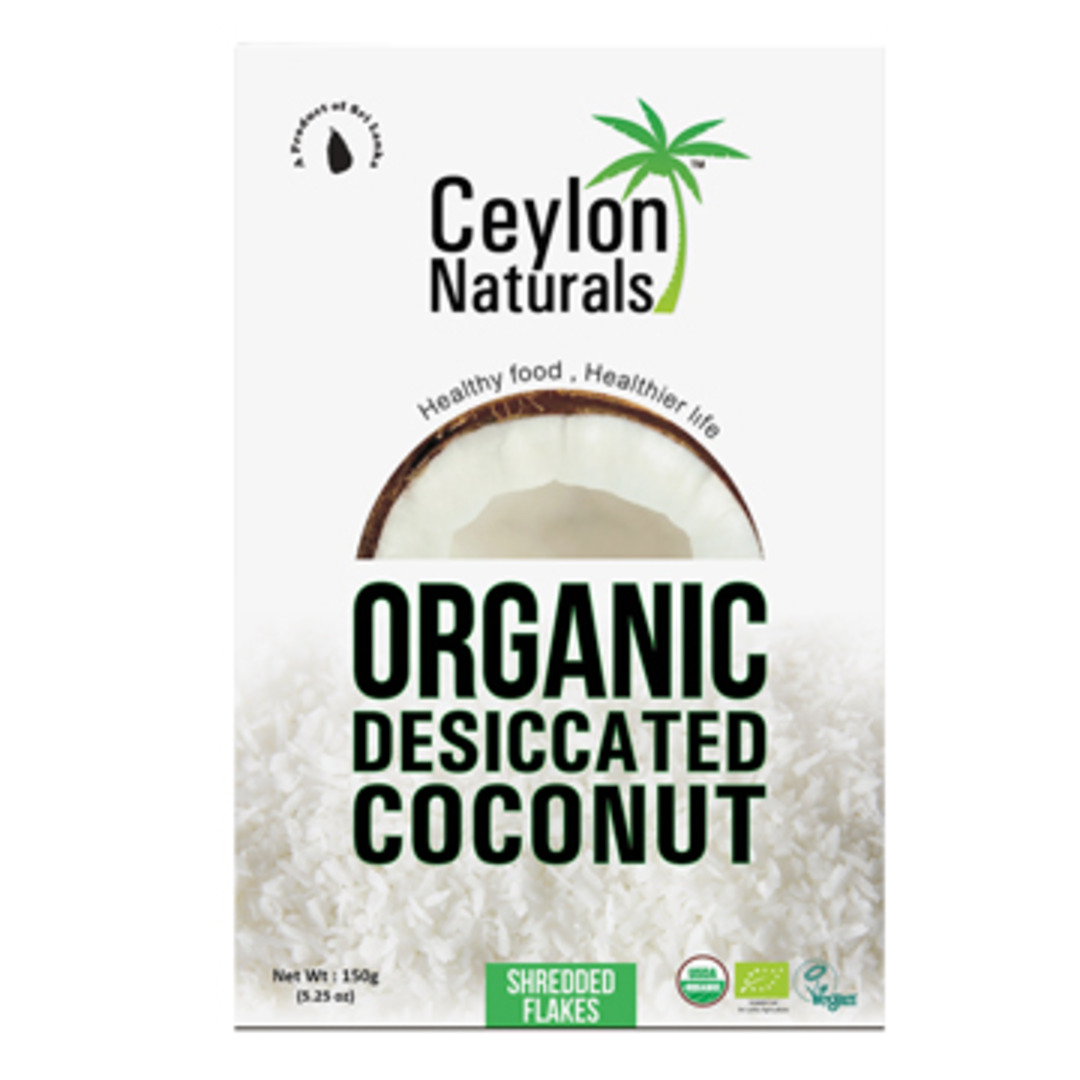 A Product of Sri Lanka
Ceylon
TM
Naturals
Healthy food , Healthier life
ORGANIC
DESICCATED
COCONUT
Net Wt : 150g
(5.25 oz)
SHREDDED
FLAKES
USDA
ORGANIC
Vegan